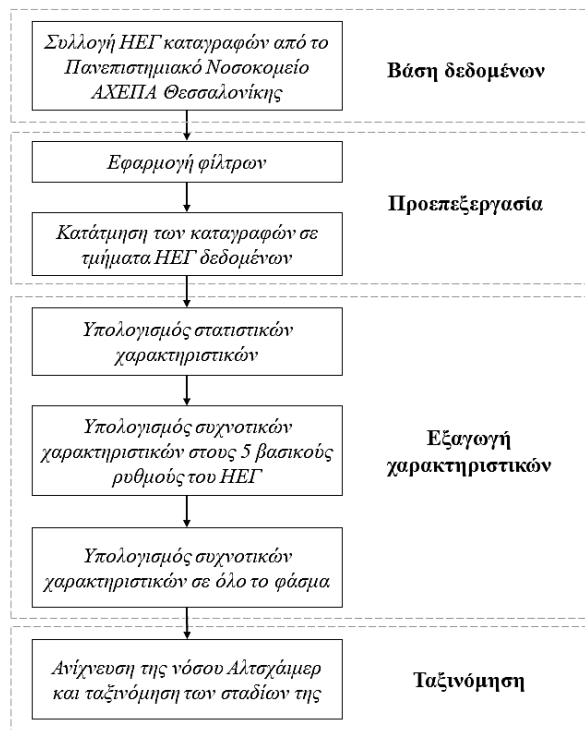 Συλλογή ΗΕΓ καταγραφών από το
Πανεπιστημιακό Νοσοκομείο
ΑΧΕΠΑ Θεσσαλονίκης
Βάση δεδομένων
Εφαρμογή φίλτρων
Κατάτμηση των καταγραφών σε
τμήματα ΗΕΓ δεδομένων
Προεπεξεργασία
Υπολογισμός στατιστικών
χαρακτηριστικών
Υπολογισμός συχνοτικών
χαρακτηριστικών στους 5 βασικούς
ρυθμούς του ΗΕΓ
Υπολογισμός συχνοτικών
χαρακτηριστικών σε όλο το φάσμα
Εξαγωγή
χαρακτηριστικών
Ανίχνευση της νόσου Αλτσχάιμερ
και ταξινόμηση των σταδίων της
Ταξινόμηση